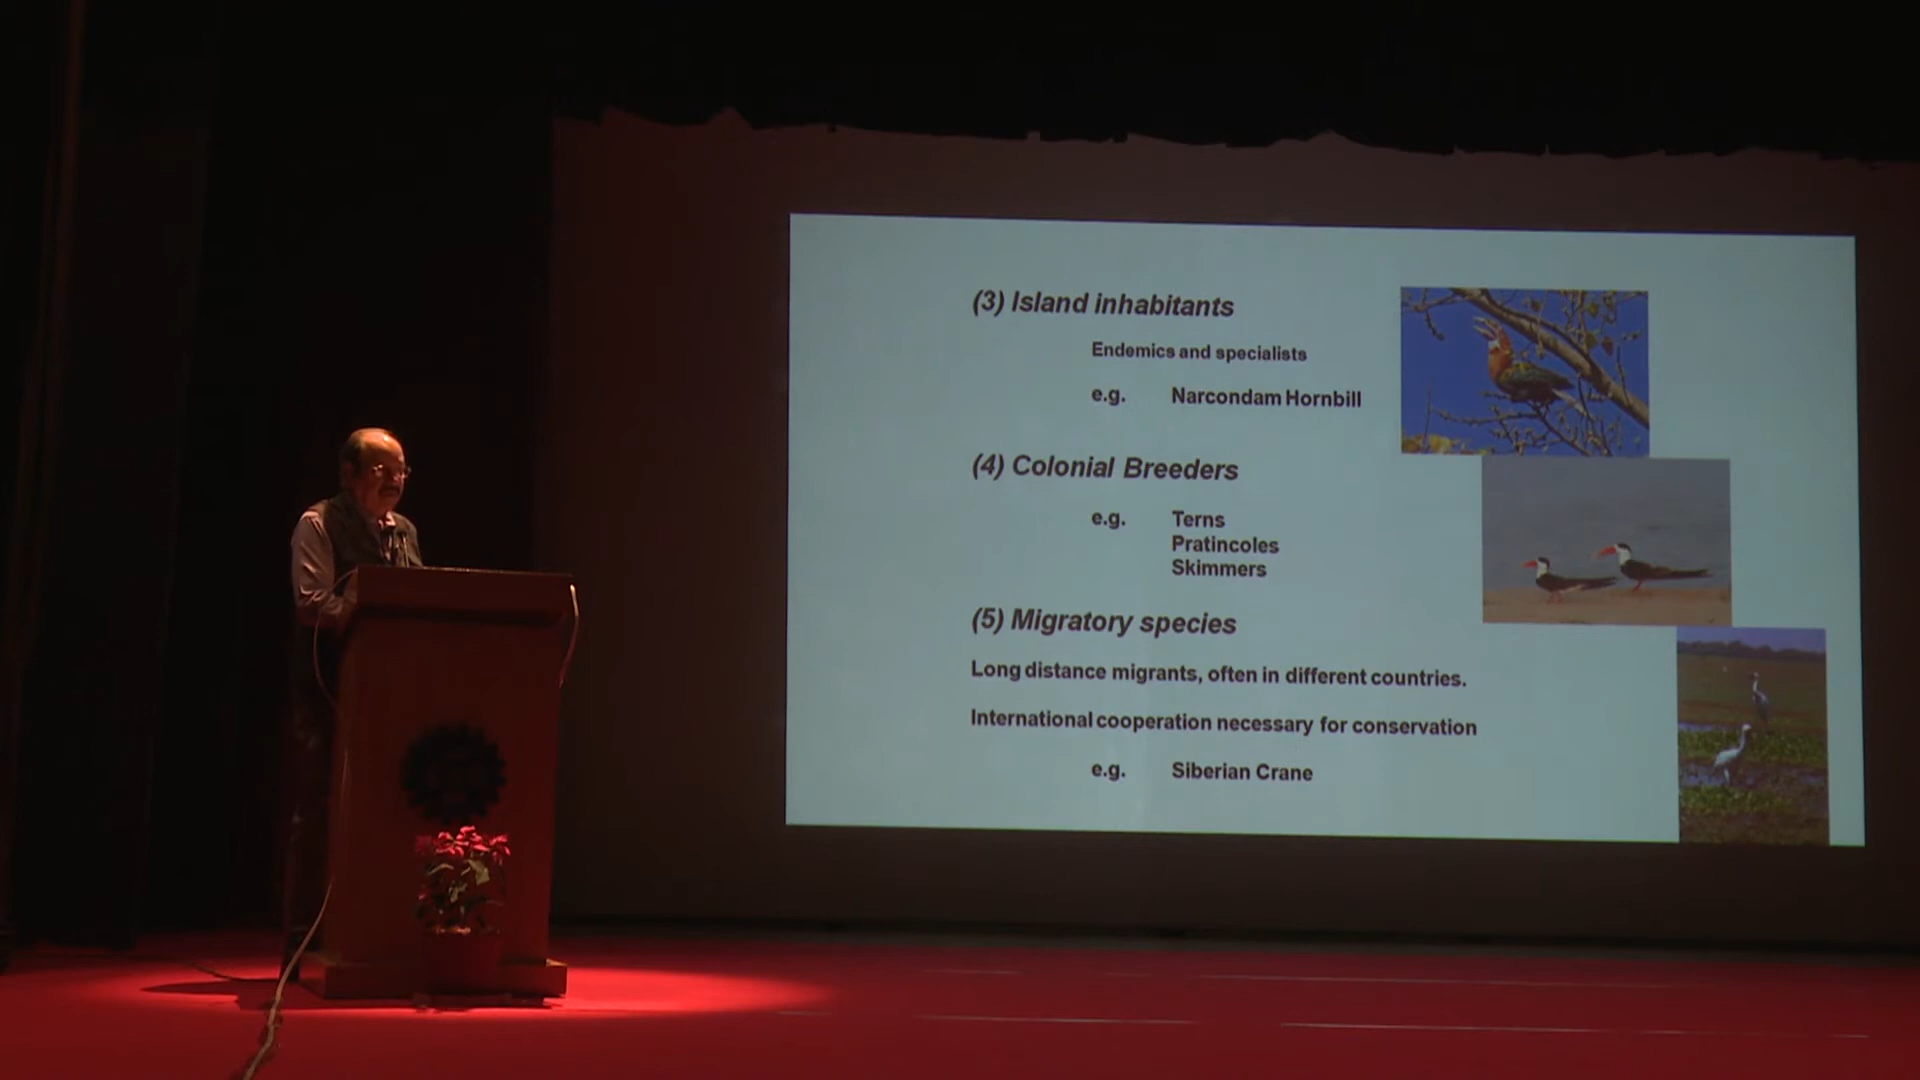 (3) Island inhabitants
Endemics and specialists
e.g. Narcondam Hornbill
(4) Colonial Breeders
e.g. Terns
Pratincoles
Skimmers
(5) Migratory species
Long distance migrants, often in different countries.
International cooperation necessary for conservation
e.g. Siberian Crane